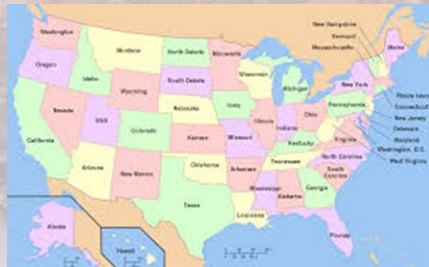 New Hampshire
Vermont
Massachusetts
Washington
Montana
North Dakota
Minnesota
Maine
Oregon
Idaho
Wyoming
South Dakota
Wisconsin
Michigan
New York
Rhode Island
Connecticut
New Jersey
Delaware
Maryland
Washington, D.C.
West Virginia
Nevada
Utah
Colorado
Nebraska
Iowa
Illinois
Indiana
Ohio
Pennsylvania
California
Kansas
Missouri
Kentucky
Virginia
Arizona
New Mexico
Oklahoma
Arkansas
Tennessee
North Carolina
South
Carolina
Texas
Louisiana
Mississippi
Alabama
Georgia
Florida
Alaska
Hawaii